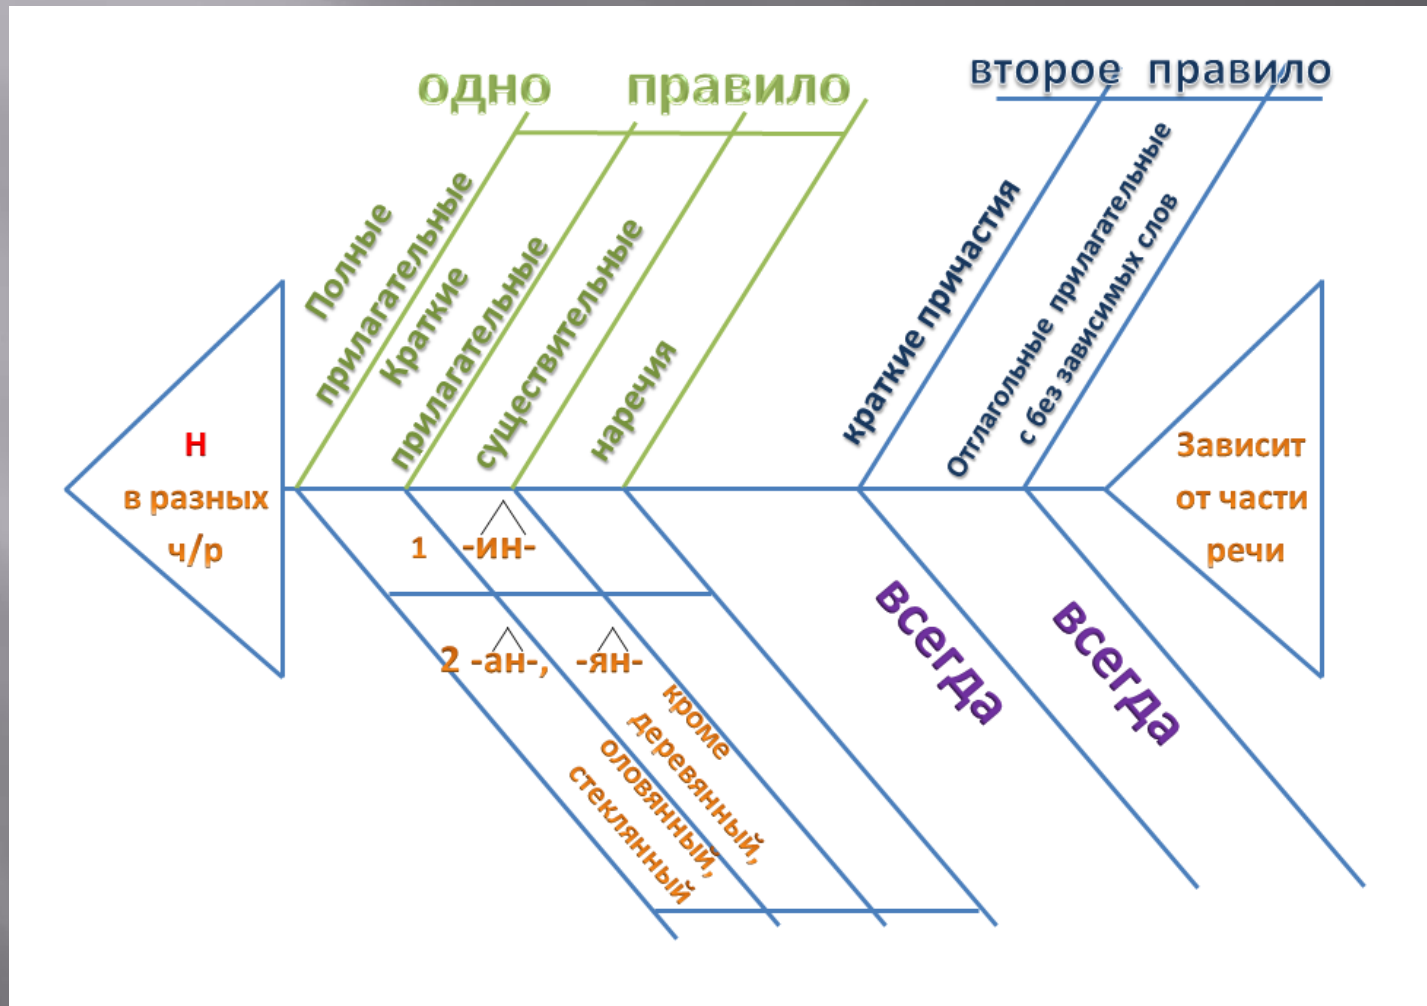 одно правило
второе правило
Полные
прилагательные
Краткие
прилагательные
существительные
наречия
краткие причастия
Отглагольные прилагательные
с без зависимых слов
Н
в разных
ч/р
Зависит
от части
речи
1 -ин-
2 -ан-, -ян-
кроме
деревянный,
оловянный,
стеклянный
всегда
всегда